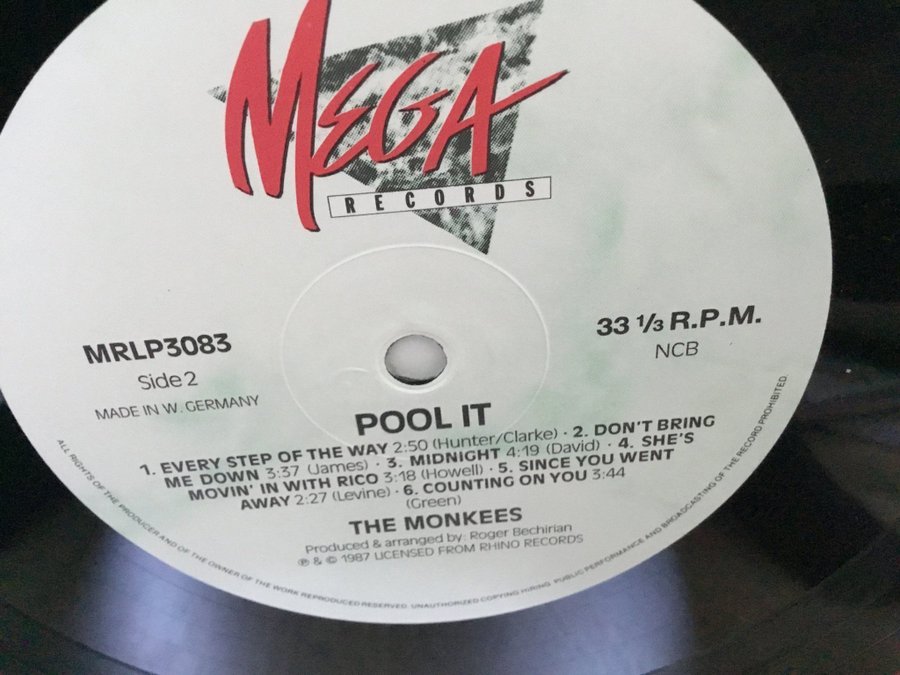 MEGA
RECORDS
33 1/3 R.P.M.
NCB
MRLP3083
Side 2
MADE IN W. GERMANY
POOL IT
1. EVERY STEP OF THE WAY 2:50 (Hunter/Clarke) · 2. DON'T BRING
ME DOWN 3:37 (James) · 3. MIDNIGHT 4:19 (David) · 4. SHE'S
MOVIN' IN WITH RICO 3:18 (Howell) · 5. SINCE YOU WENT
AWAY 2:27 (Levine) · 6. COUNTING ON YOU 3:44
(Green)
THE MONKEES
Produced & arranged by: Roger Bechirian
℗ & © 1987 LICENSED FROM RHINO RECORDS
ALL RIGHTS OF THE PRODUCER AND OF THE OWNER OF THE WORK REPRODUCED RESERVED. UNAUTHORIZED COPYING HIRING PUBLIC PERFORMANCE AND BROADCASTING OF THE RECORD PROHIBITED.